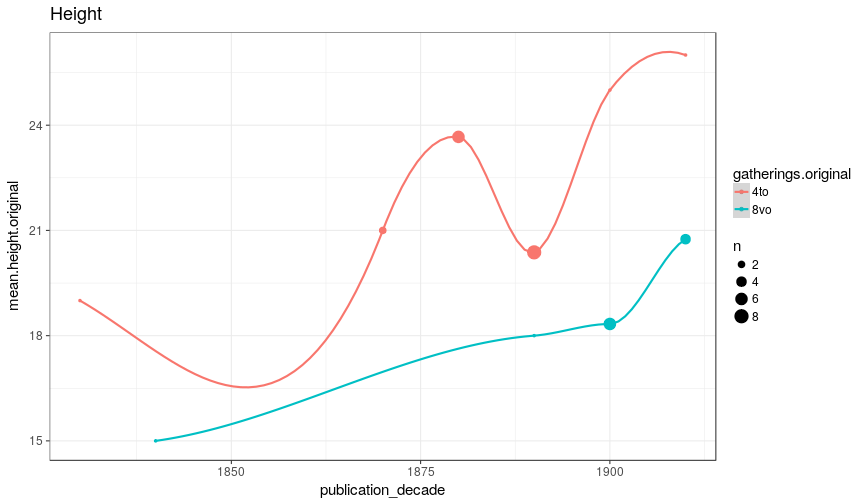 Height
mean.height.original
24
21
18
15
1850
1875
1900
publication_decade
gatherings.original
4to
8vo
n
2
4
6
8